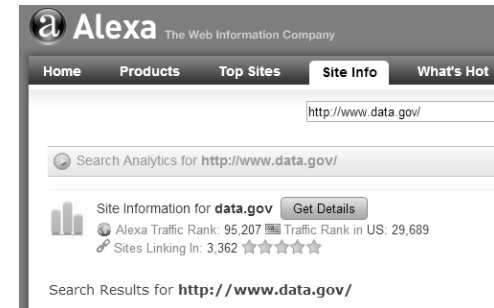 a Alexa The Web Information Company
Home Products Top Sites Site Info What's Hot
http://www.data.gov/
Search Analytics for http://www.data.gov/
Site Information for data.gov Get Details
Alexa Traffic Rank: 95,207 Traffic Rank in US: 29,689
Sites Linking In: 3,362
Search Results for http://www.data.gov/